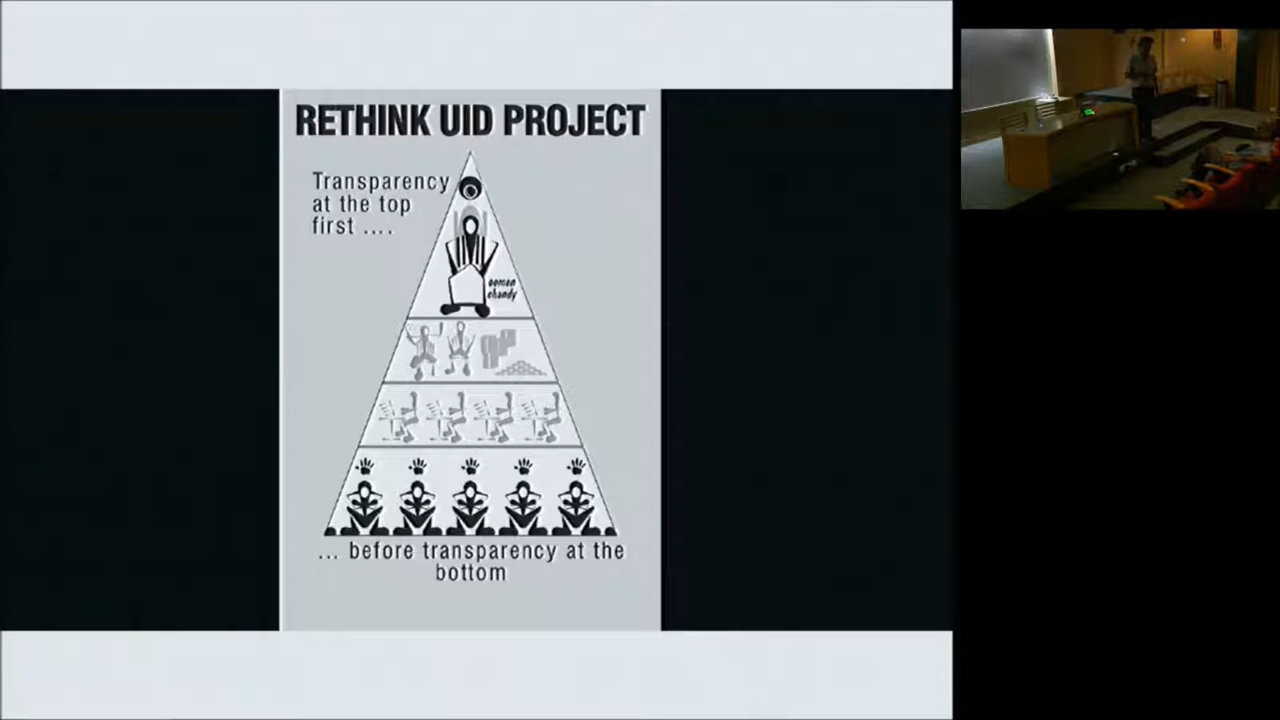 RETHINK UID PROJECT
Transparency
at the top
first ....
oomen
chandy
... before transparency at the
bottom